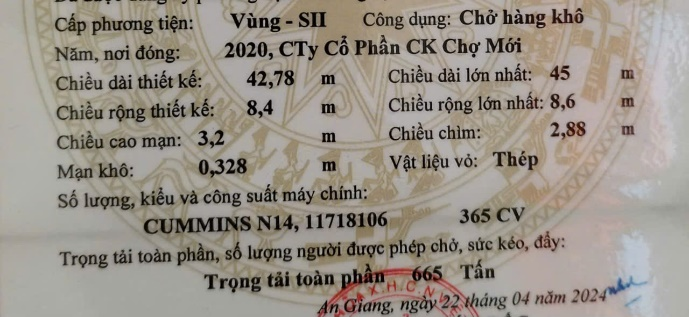 Cấp phương tiện: Vùng - SII Công dụng: Chở hàng khô
Năm, nơi đóng: 2020, CTy Cổ Phần CK Chợ Mới
Chiều dài thiết kế: 42,78 m Chiều dài lớn nhất: 45 m
Chiều rộng thiết kế: 8,4 m Chiều rộng lớn nhất: 8,6 m
Chiều cao mạn: 3,2 m Chiều chìm: 2,88 m
Mạn khô: 0,328 m Vật liệu vỏ: Thép
Số lượng, kiểu và công suất máy chính:
CUMMINS N14, 11718106 365 CV
Trọng tải toàn phần, số lượng người được phép chở, sức kéo, đẩy:
Trọng tải toàn phần 665 Tấn
X.H.C.N
An Giang, ngày 22 tháng 04 năm 2024